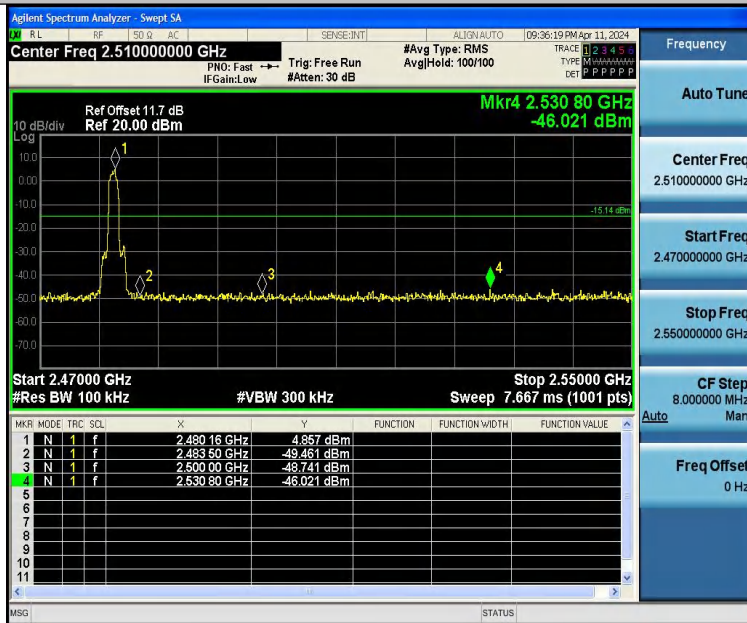 Agilent Spectrum Analyzer - Swept SA
LXI RL RF 50 Ω AC SENSE:INT ALIGNAUTO 09:36:19 PM Apr 11, 2024
Center Freq 2.510000000 GHz #Avg Type: RMS TRACE 1 2 3 4 5 6
PNO: Fast Trig: Free Run Avg|Hold: 100/100 TYPE M
IFGain:Low #Atten: 30 dB DET P P P P P P
Mkr4 2.530 80 GHz
-46.021 dBm
Ref Offset 11.7 dB
10 dB/div Ref 20.00 dBm
Log
10.0
0.00
-10.0
-15.14 dBm
-20.0
-30.0
-40.0
-50.0
-60.0
-70.0
1
2
3
4
Start 2.47000 GHz Stop 2.55000 GHz
#Res BW 100 kHz #VBW 300 kHz Sweep 7.667 ms (1001 pts)
MKR MODE TRC SCL X Y FUNCTION FUNCTION WIDTH FUNCTION VALUE
1 N 1 f 2.480 16 GHz 4.857 dBm
2 N 1 f 2.483 50 GHz -49.461 dBm
3 N 1 f 2.500 00 GHz -48.741 dBm
4 N 1 f 2.530 80 GHz -46.021 dBm
5
6
7
8
9
10
11
MSG STATUS
Frequency
Auto Tune
Center Freq
2.510000000 GHz
Start Freq
2.470000000 GHz
Stop Freq
2.550000000 GHz
CF Step
8.000000 MHz
Auto Man
Freq Offset
0 Hz